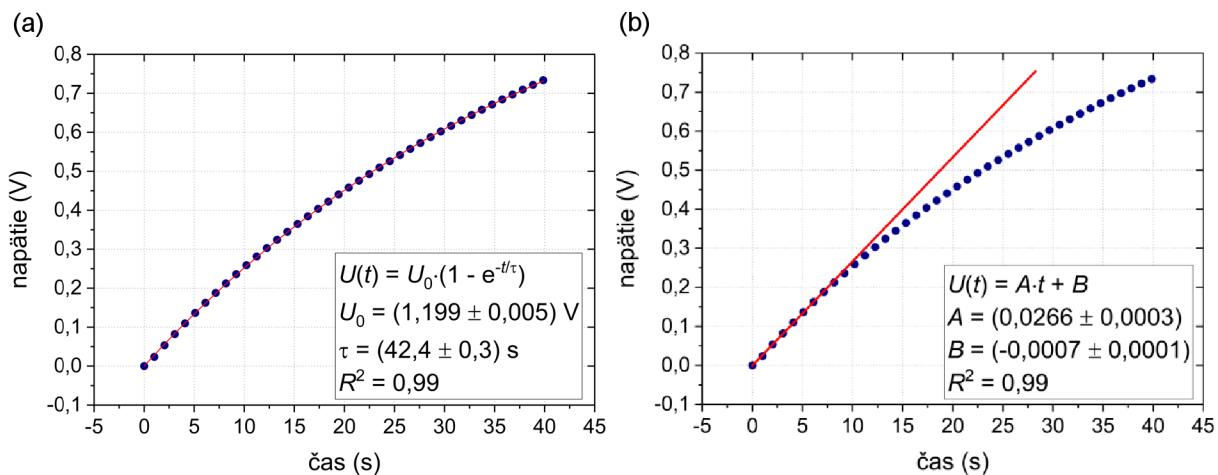 (a)
(b)
0,8
0,7
0,6
0,5
0,4
0,3
0,2
0,1
0,0
-0,1
napätie (V)
-5 0 5 10 15 20 25 30 35 40 45
čas (s)
U(t) = U₀·(1 - e^{-t/τ})
U₀ = (1,199 ± 0,005) V
τ = (42,4 ± 0,3) s
R² = 0,99
0,8
0,7
0,6
0,5
0,4
0,3
0,2
0,1
0,0
-0,1
napätie (V)
-5 0 5 10 15 20 25 30 35 40 45
čas (s)
U(t) = A·t + B
A = (0,0266 ± 0,0003)
B = (-0,0007 ± 0,0001)
R² = 0,99